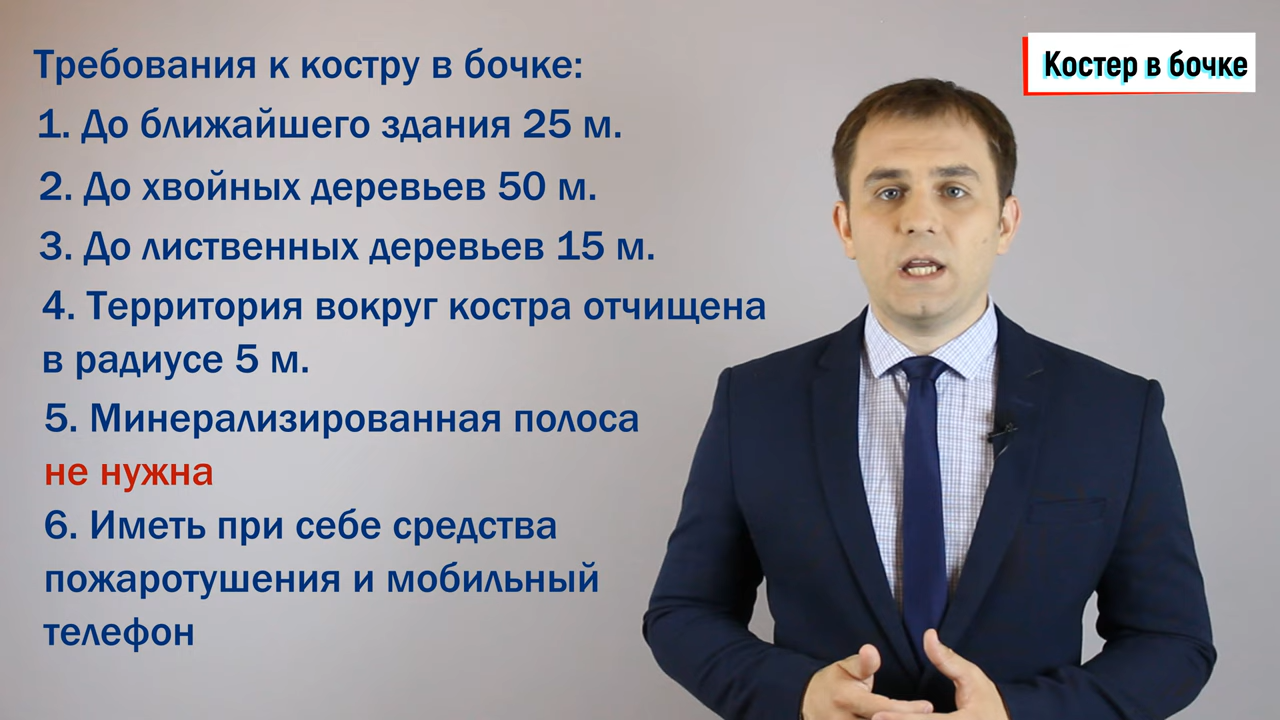 Требования к костру в бочке:
Костер в бочке
1. До ближайшего здания 25 м.
2. До хвойных деревьев 50 м.
3. До лиственных деревьев 15 м.
4. Территория вокруг костра отчищена
в радиусе 5 м.
5. Минерализированная полоса
не нужна
6. Иметь при себе средства
пожаротушения и мобильный
телефон